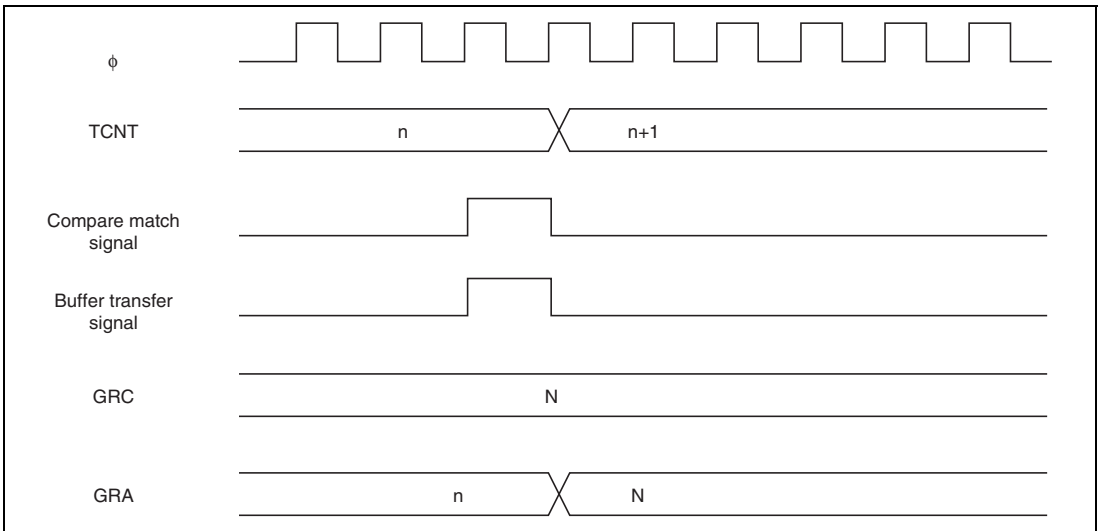 ϕ
TCNT
n
n+1
Compare match
signal
Buffer transfer
signal
GRC
N
GRA
n
N